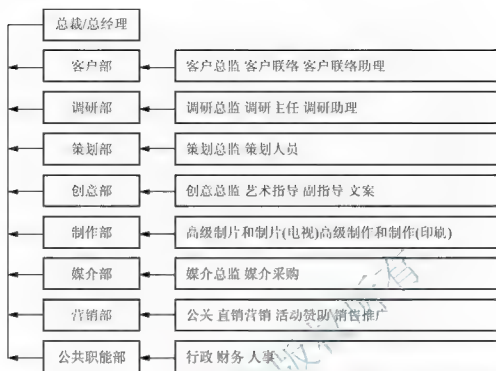 总裁/总经理
客户部 客户总监 客户联络 客户联络助理
调研部 调研总监 调研主任 调研助理
策划部 策划总监 策划人员
创意部 创意总监 艺术指导 副指导 文案
制作部 高级制片和制片(电视)高级制作和制作(印刷)
媒介部 媒介总监 媒介采购
营销部 公关 直销营销 活动赞助 销售推广
公共职能部 行政 财务 人事
版权所有